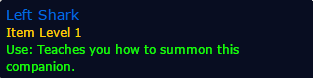 Left Shark
Item Level 1
Use: Teaches you how to summon this
companion.